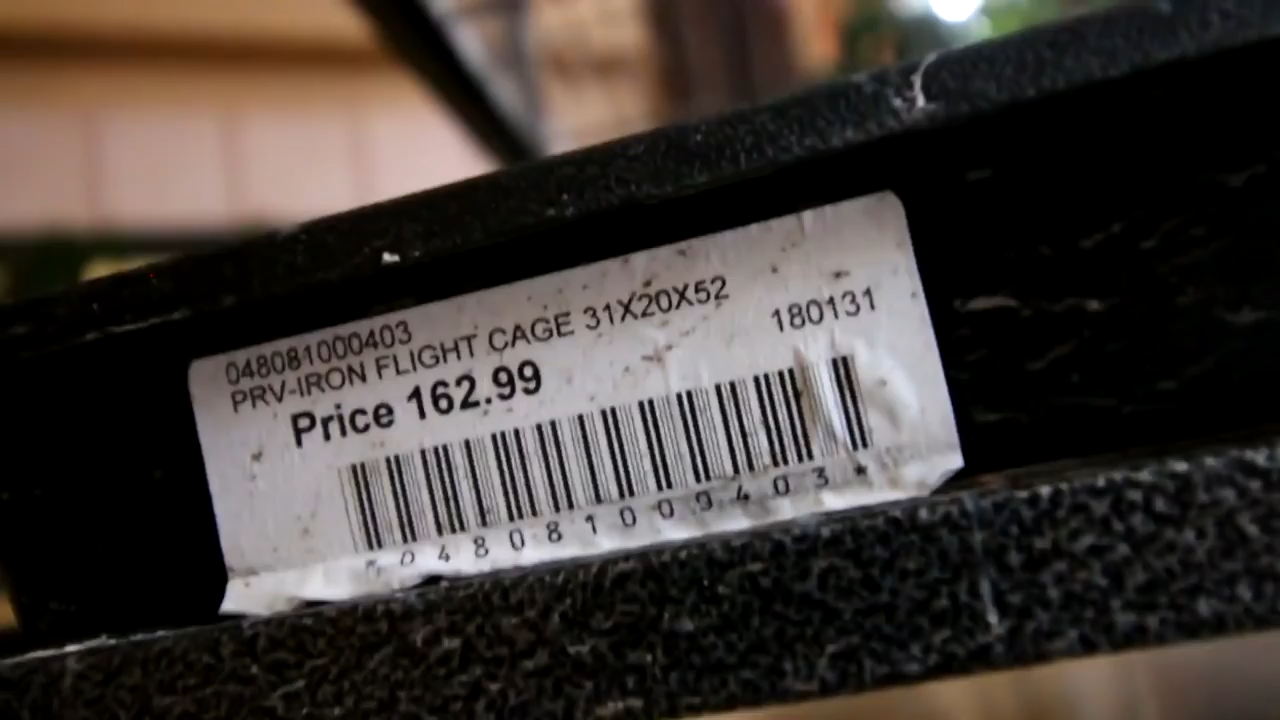 048081000403
PRV-IRON FLIGHT CAGE 31X20X52
180131
Price 162.99
*048081000403*